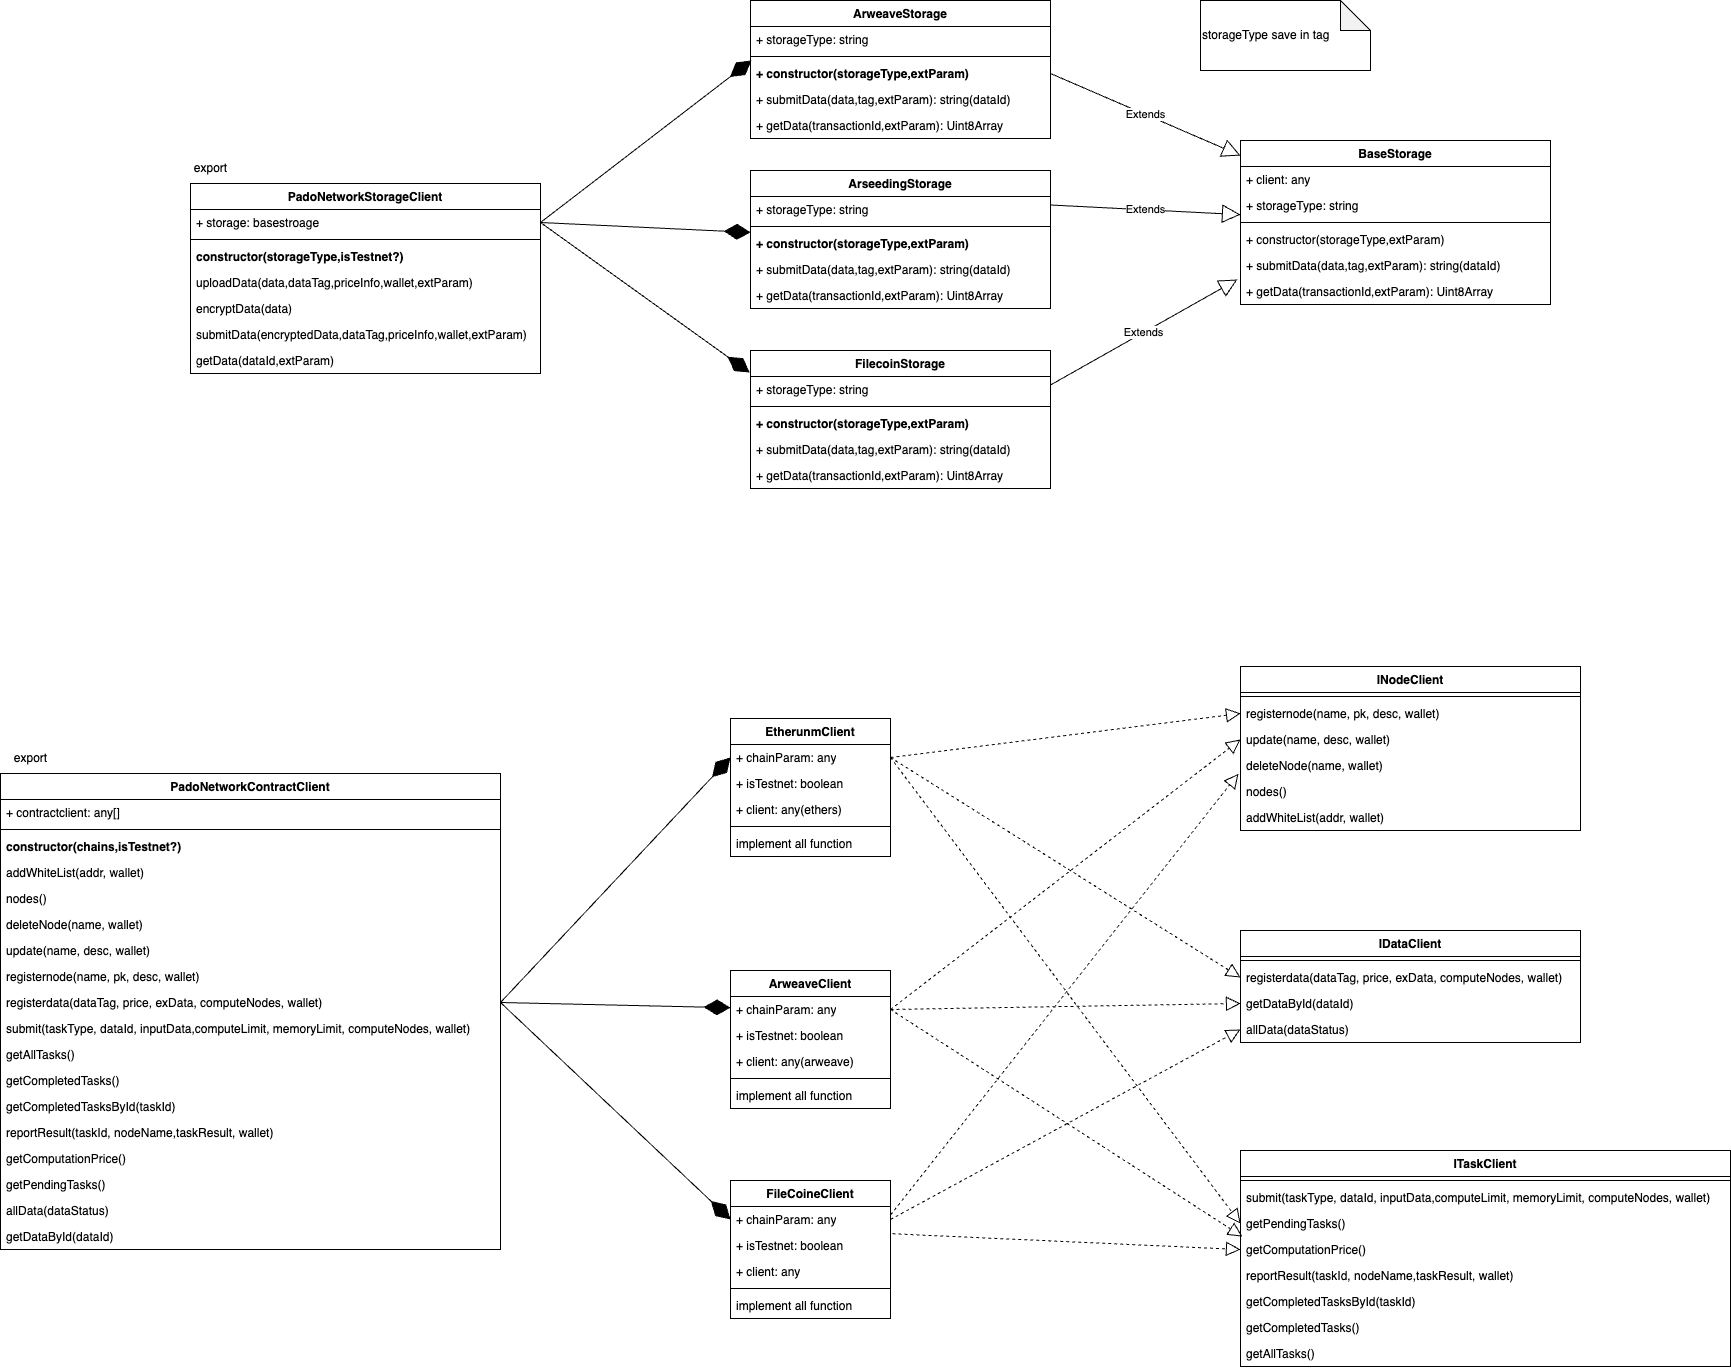 ArweaveStorage
+ storageType: string
+ constructor(storageType,extParam)
+ submitData(data,tag,extParam): string(dataId)
+ getData(transactionId,extParam): Uint8Array
storageType save in tag
Extends
export
PadoNetworkStorageClient
+ storage: basestroage
constructor(storageType,isTestnet?)
uploadData(data,dataTag,priceInfo,wallet,extParam)
encryptData(data)
submitData(encryptedData,dataTag,priceInfo,wallet,extParam)
getData(dataId,extParam)
ArseedingStorage
+ storageType: string
+ constructor(storageType,extParam)
+ submitData(data,tag,extParam): string(dataId)
+ getData(transactionId,extParam): Uint8Array
Extends
BaseStorage
+ client: any
+ storageType: string
+ constructor(storageType,extParam)
+ submitData(data,tag,extParam): string(dataId)
+ getData(transactionId,extParam): Uint8Array
Extends
FilecoinStorage
+ storageType: string
+ constructor(storageType,extParam)
+ submitData(data,tag,extParam): string(dataId)
+ getData(transactionId,extParam): Uint8Array
export
PadoNetworkContractClient
+ contractclient: any[]
constructor(chains,isTestnet?)
addWhiteList(addr, wallet)
nodes()
deleteNode(name, wallet)
update(name, desc, wallet)
registernode(name, pk, desc, wallet)
registerdata(dataTag, price, exData, computeNodes, wallet)
submit(taskType, dataId, inputData,computeLimit, memoryLimit, computeNodes, wallet)
getAllTasks()
getCompletedTasks()
getCompletedTasksById(taskId)
reportResult(taskId, nodeName,taskResult, wallet)
getComputationPrice()
getPendingTasks()
allData(dataStatus)
getDataById(dataId)
EtherunmClient
+ chainParam: any
+ isTestnet: boolean
+ client: any(ethers)
implement all function
ArweaveClient
+ chainParam: any
+ isTestnet: boolean
+ client: any(arweave)
implement all function
FileCoineClient
+ chainParam: any
+ isTestnet: boolean
+ client: any
implement all function
INodeClient
registernode(name, pk, desc, wallet)
update(name, desc, wallet)
deleteNode(name, wallet)
nodes()
addWhiteList(addr, wallet)
IDataClient
registerdata(dataTag, price, exData, computeNodes, wallet)
getDataById(dataId)
allData(dataStatus)
ITaskClient
submit(taskType, dataId, inputData,computeLimit, memoryLimit, computeNodes, wallet)
getPendingTasks()
getComputationPrice()
reportResult(taskId, nodeName,taskResult, wallet)
getCompletedTasksById(taskId)
getCompletedTasks()
getAllTasks()